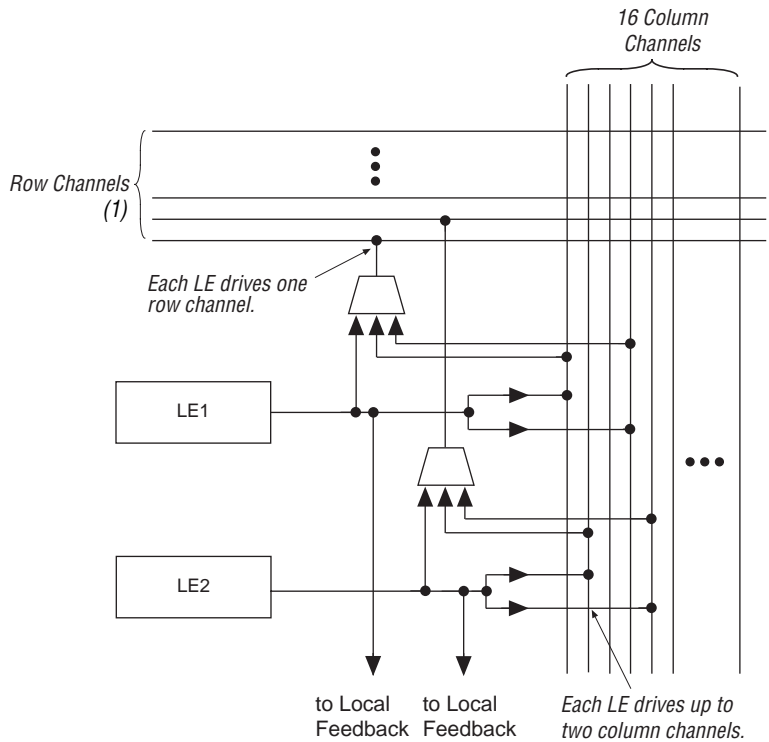 16 Column
Channels
Row Channels
(1)
Each LE drives one
row channel.
LE1
LE2
to Local
Feedback
to Local
Feedback
Each LE drives up to
two column channels.